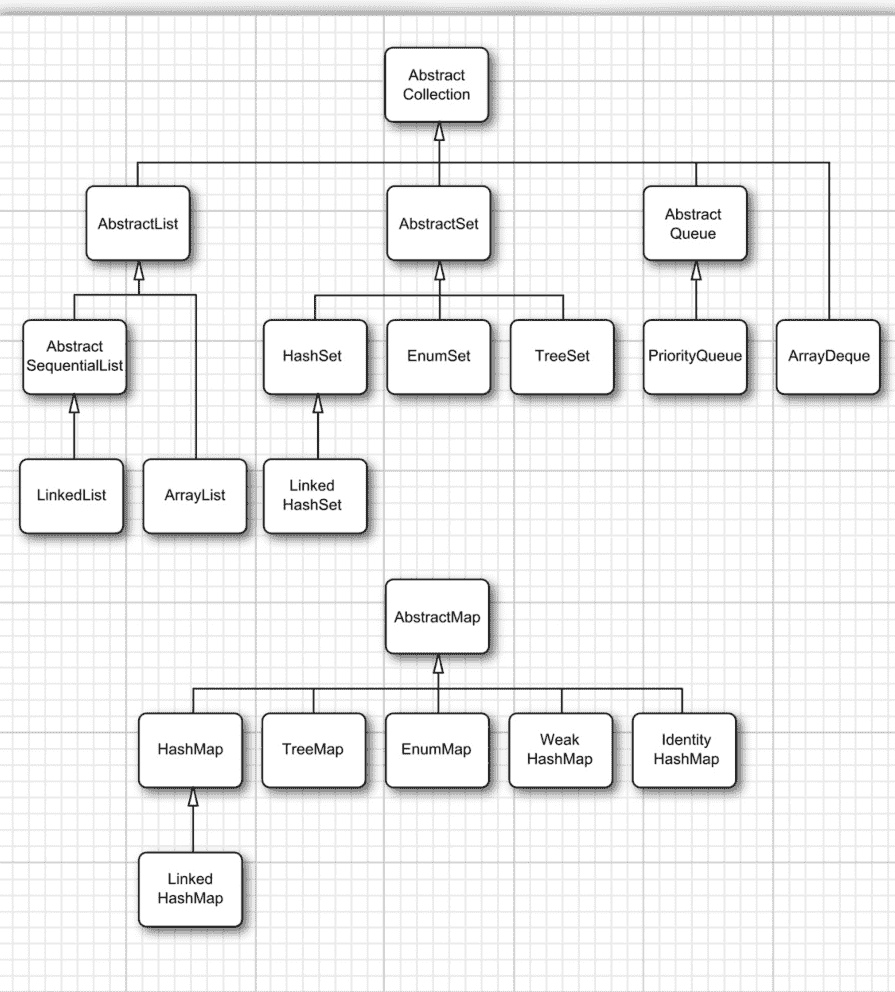 Abstract
Collection
AbstractList
AbstractSet
Abstract
Queue
Abstract
SequentialList
HashSet
EnumSet
TreeSet
PriorityQueue
ArrayDeque
LinkedList
ArrayList
Linked
HashSet
AbstractMap
HashMap
TreeMap
EnumMap
Weak
HashMap
Identity
HashMap
Linked
HashMap